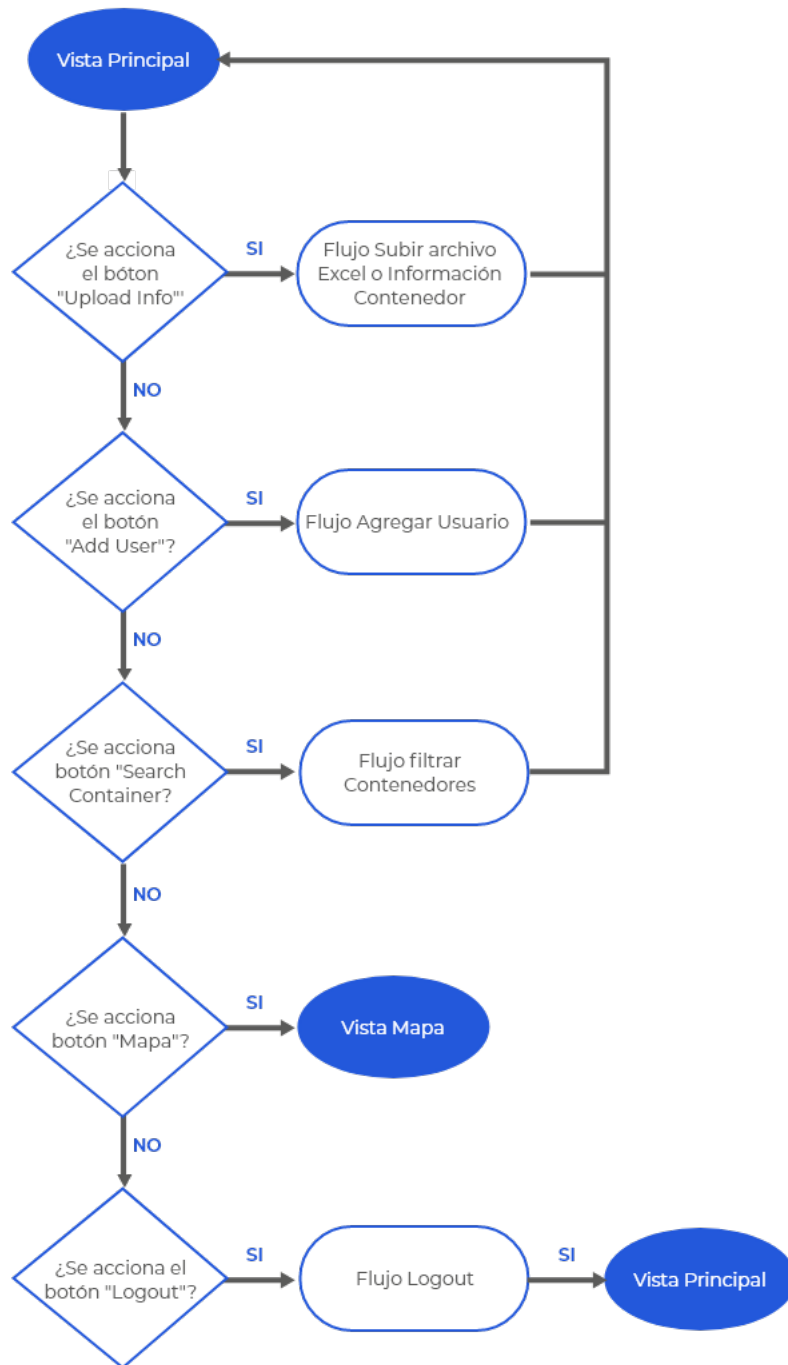 Vista Principal
¿Se acciona
el bóton
"Upload Info"'
SI
Flujo Subir archivo
Excel o Información
Contenedor
NO
¿Se acciona
el botón
"Add User"?
SI
Flujo Agregar Usuario
NO
¿Se acciona
botón "Search
Container?
SI
Flujo filtrar
Contenedores
NO
¿Se acciona
botón "Mapa"?
SI
Vista Mapa
NO
¿Se acciona el
botón "Logout"?
SI
Flujo Logout
SI
Vista Principal